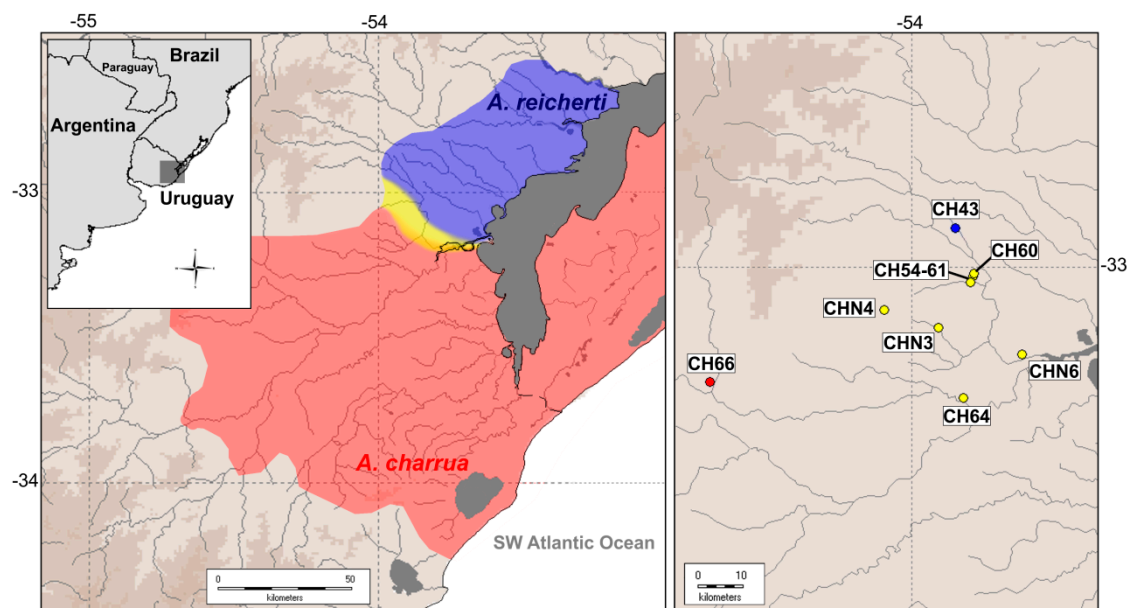 -55
-54
-54
Brazil
Paraguay
Argentina
Uruguay
A. reicherti
-33
A. charrua
-34
SW Atlantic Ocean
0
50
kilometers
CH43
CH60
-33
CH54-61
CHN4
CHN3
CHN6
CH66
CH64
0
10
kilometers